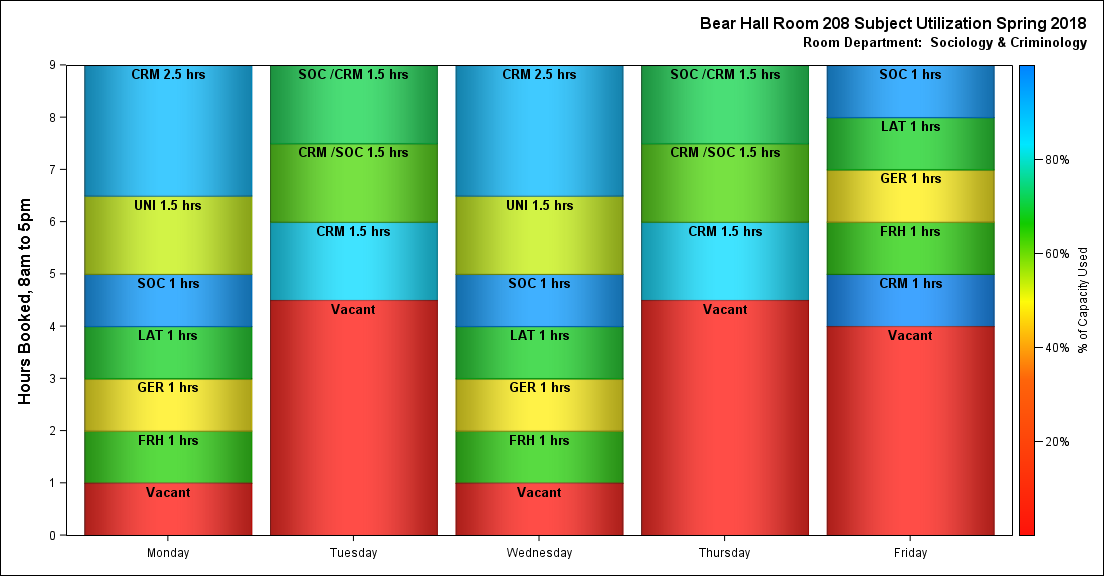 Bear Hall Room 208 Subject Utilization Spring 2018
Room Department:  Sociology & Criminology
Hours Booked, 8am to 5pm
9
8
7
6
5
4
3
2
1
0
CRM 2.5 hrs
UNI 1.5 hrs
SOC 1 hrs
LAT 1 hrs
GER 1 hrs
FRH 1 hrs
Vacant
Monday
SOC /CRM 1.5 hrs
CRM /SOC 1.5 hrs
CRM 1.5 hrs
Vacant
Tuesday
CRM 2.5 hrs
UNI 1.5 hrs
SOC 1 hrs
LAT 1 hrs
GER 1 hrs
FRH 1 hrs
Vacant
Wednesday
SOC /CRM 1.5 hrs
CRM /SOC 1.5 hrs
CRM 1.5 hrs
Vacant
Thursday
SOC 1 hrs
LAT 1 hrs
GER 1 hrs
FRH 1 hrs
CRM 1 hrs
Vacant
Friday
80%
60%
40%
20%
% of Capacity Used